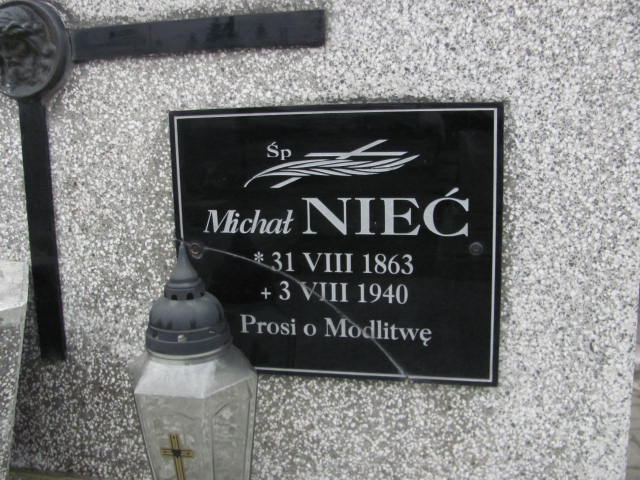 Śp
Michał NIEĆ
* 31 VIII 1863
+ 3 VIII 1940
Prosi o Modlitwę